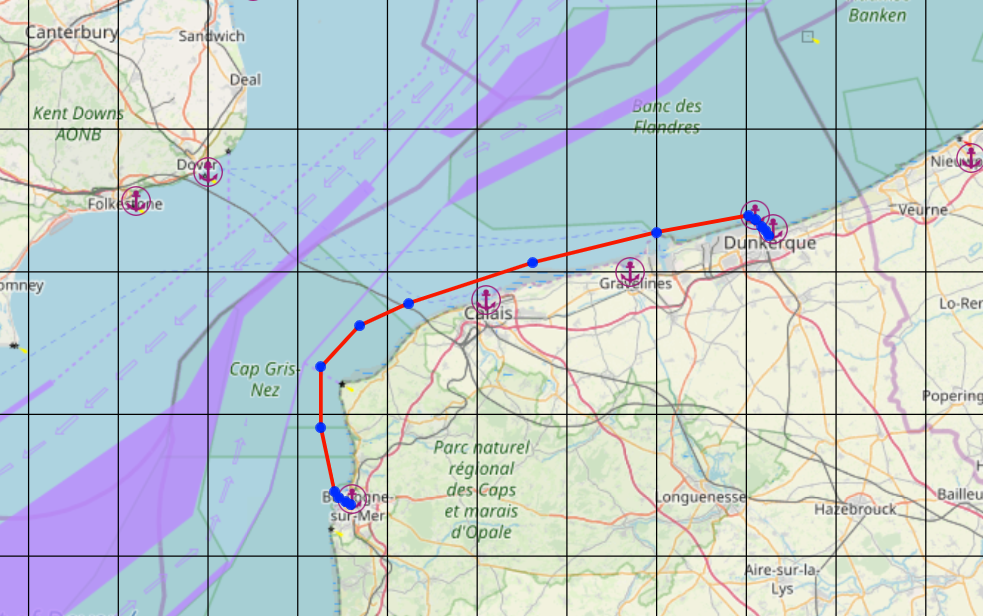 Banken
Canterbury
Sandwich
Deal
Kent Downs
AONB
Banc des
Flandres
Dover
Folkestone
Nieu
Veurne
Dunkerque
Gravelines
omney
Lo-Ren
Calais
Cap Gris-
Nez
Popering
Parc naturel
régional
des Caps
et marais
d'Opale
Boulogne-
sur-Mer
Longuenesse
Hazebrouck
Bailleu
Aire-sur-la-
Lys